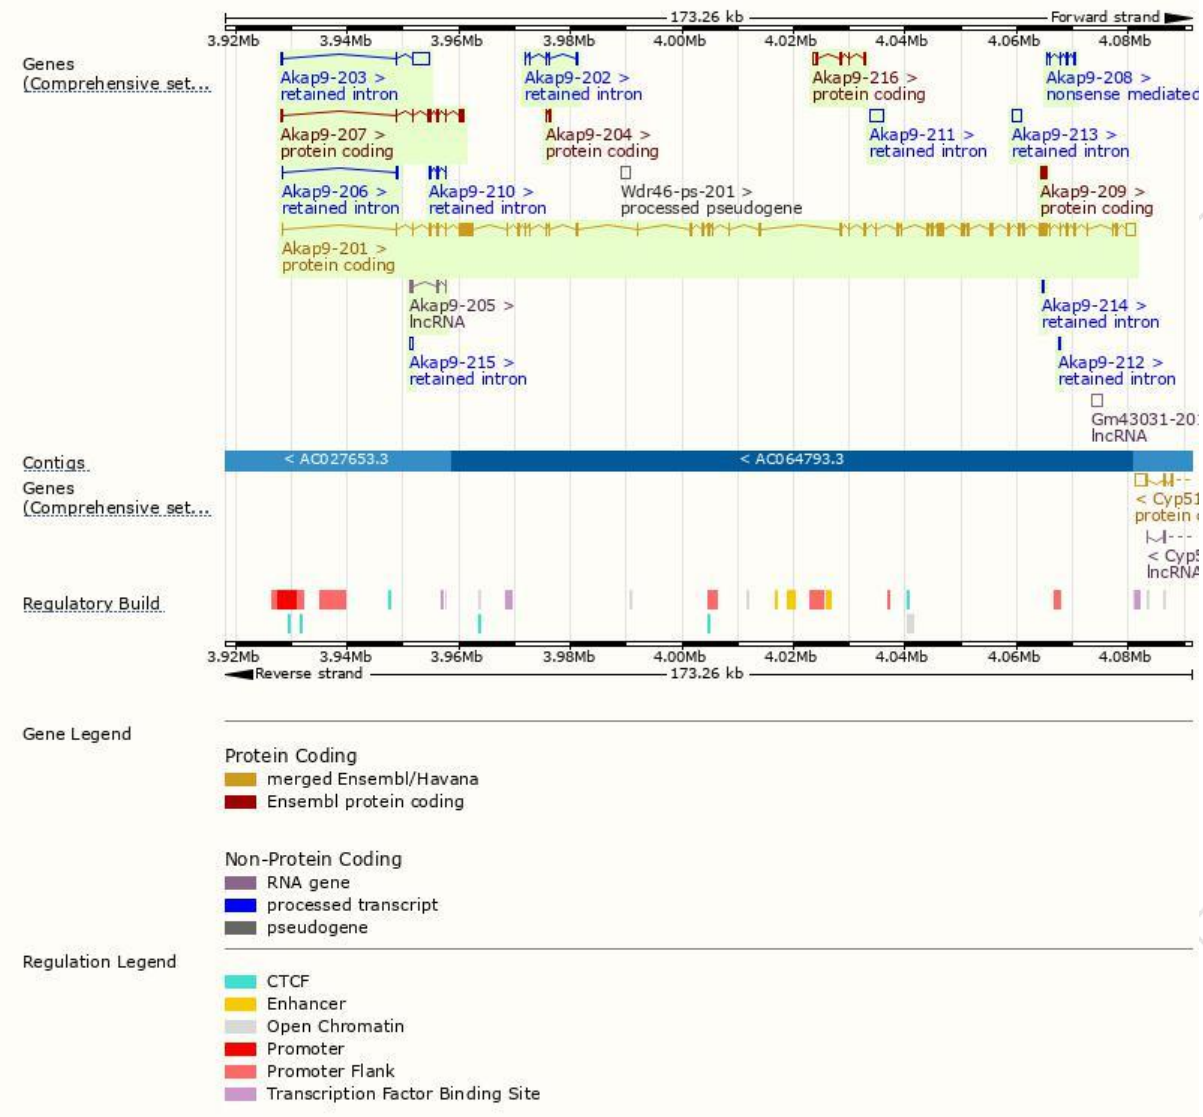 173.26 kb Forward strand
3.92Mb 3.94Mb 3.96Mb 3.98Mb 4.00Mb 4.02Mb 4.04Mb 4.06Mb 4.08Mb
Genes
(Comprehensive set...
Akap9-203 > Akap9-202 > Akap9-216 > Akap9-208 >
retained intron retained intron protein coding nonsense mediated
Akap9-207 > Akap9-204 > Akap9-211 > Akap9-213 >
protein coding protein coding retained intron retained intron
Akap9-206 > Akap9-210 > Wdr46-ps-201 > Akap9-209 >
retained intron retained intron processed pseudogene protein coding
Akap9-201 >
protein coding
Akap9-205 > Akap9-214 >
lncRNA retained intron
Akap9-215 > Akap9-212 >
retained intron retained intron
Gm43031-20
lncRNA
Contigs < AC027653.3 < AC064793.3
Genes
(Comprehensive set...
< Cyp51
protein c
< Cyp5
lncRNA
Regulatory Build
3.92Mb 3.94Mb 3.96Mb 3.98Mb 4.00Mb 4.02Mb 4.04Mb 4.06Mb 4.08Mb
Reverse strand 173.26 kb
Gene Legend
Protein Coding
merged Ensembl/Havana
Ensembl protein coding
Non-Protein Coding
RNA gene
processed transcript
pseudogene
Regulation Legend
CTCF
Enhancer
Open Chromatin
Promoter
Promoter Flank
Transcription Factor Binding Site